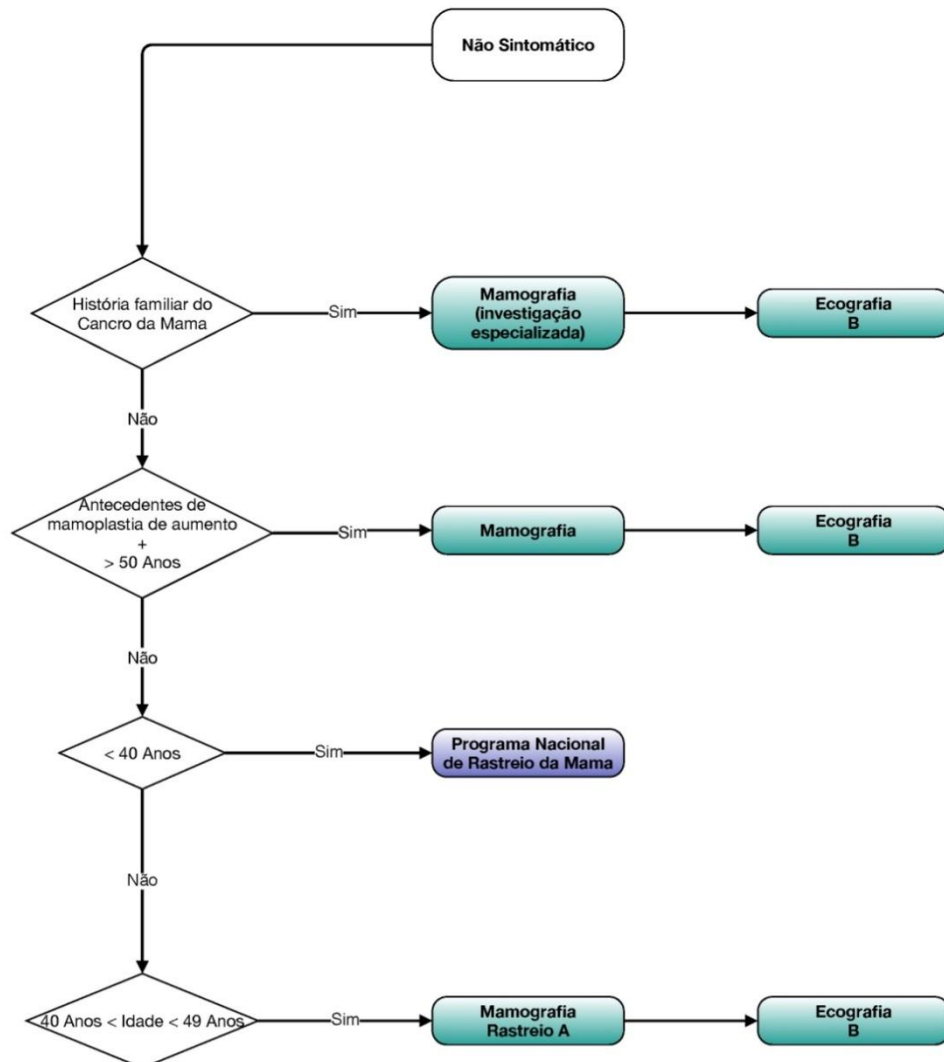 Não Sintomático
História familiar do
Cancro da Mama
Sim
Mamografia
(investigação
especializada)
Ecografia
B
Não
Antecedentes de
mamoplastia de aumento
+
> 50 Anos
Sim
Mamografia
Ecografia
B
Não
< 40 Anos
Sim
Programa Nacional
de Rastreio da Mama
Não
40 Anos < Idade < 49 Anos
Sim
Mamografia
Rastreio A
Ecografia
B